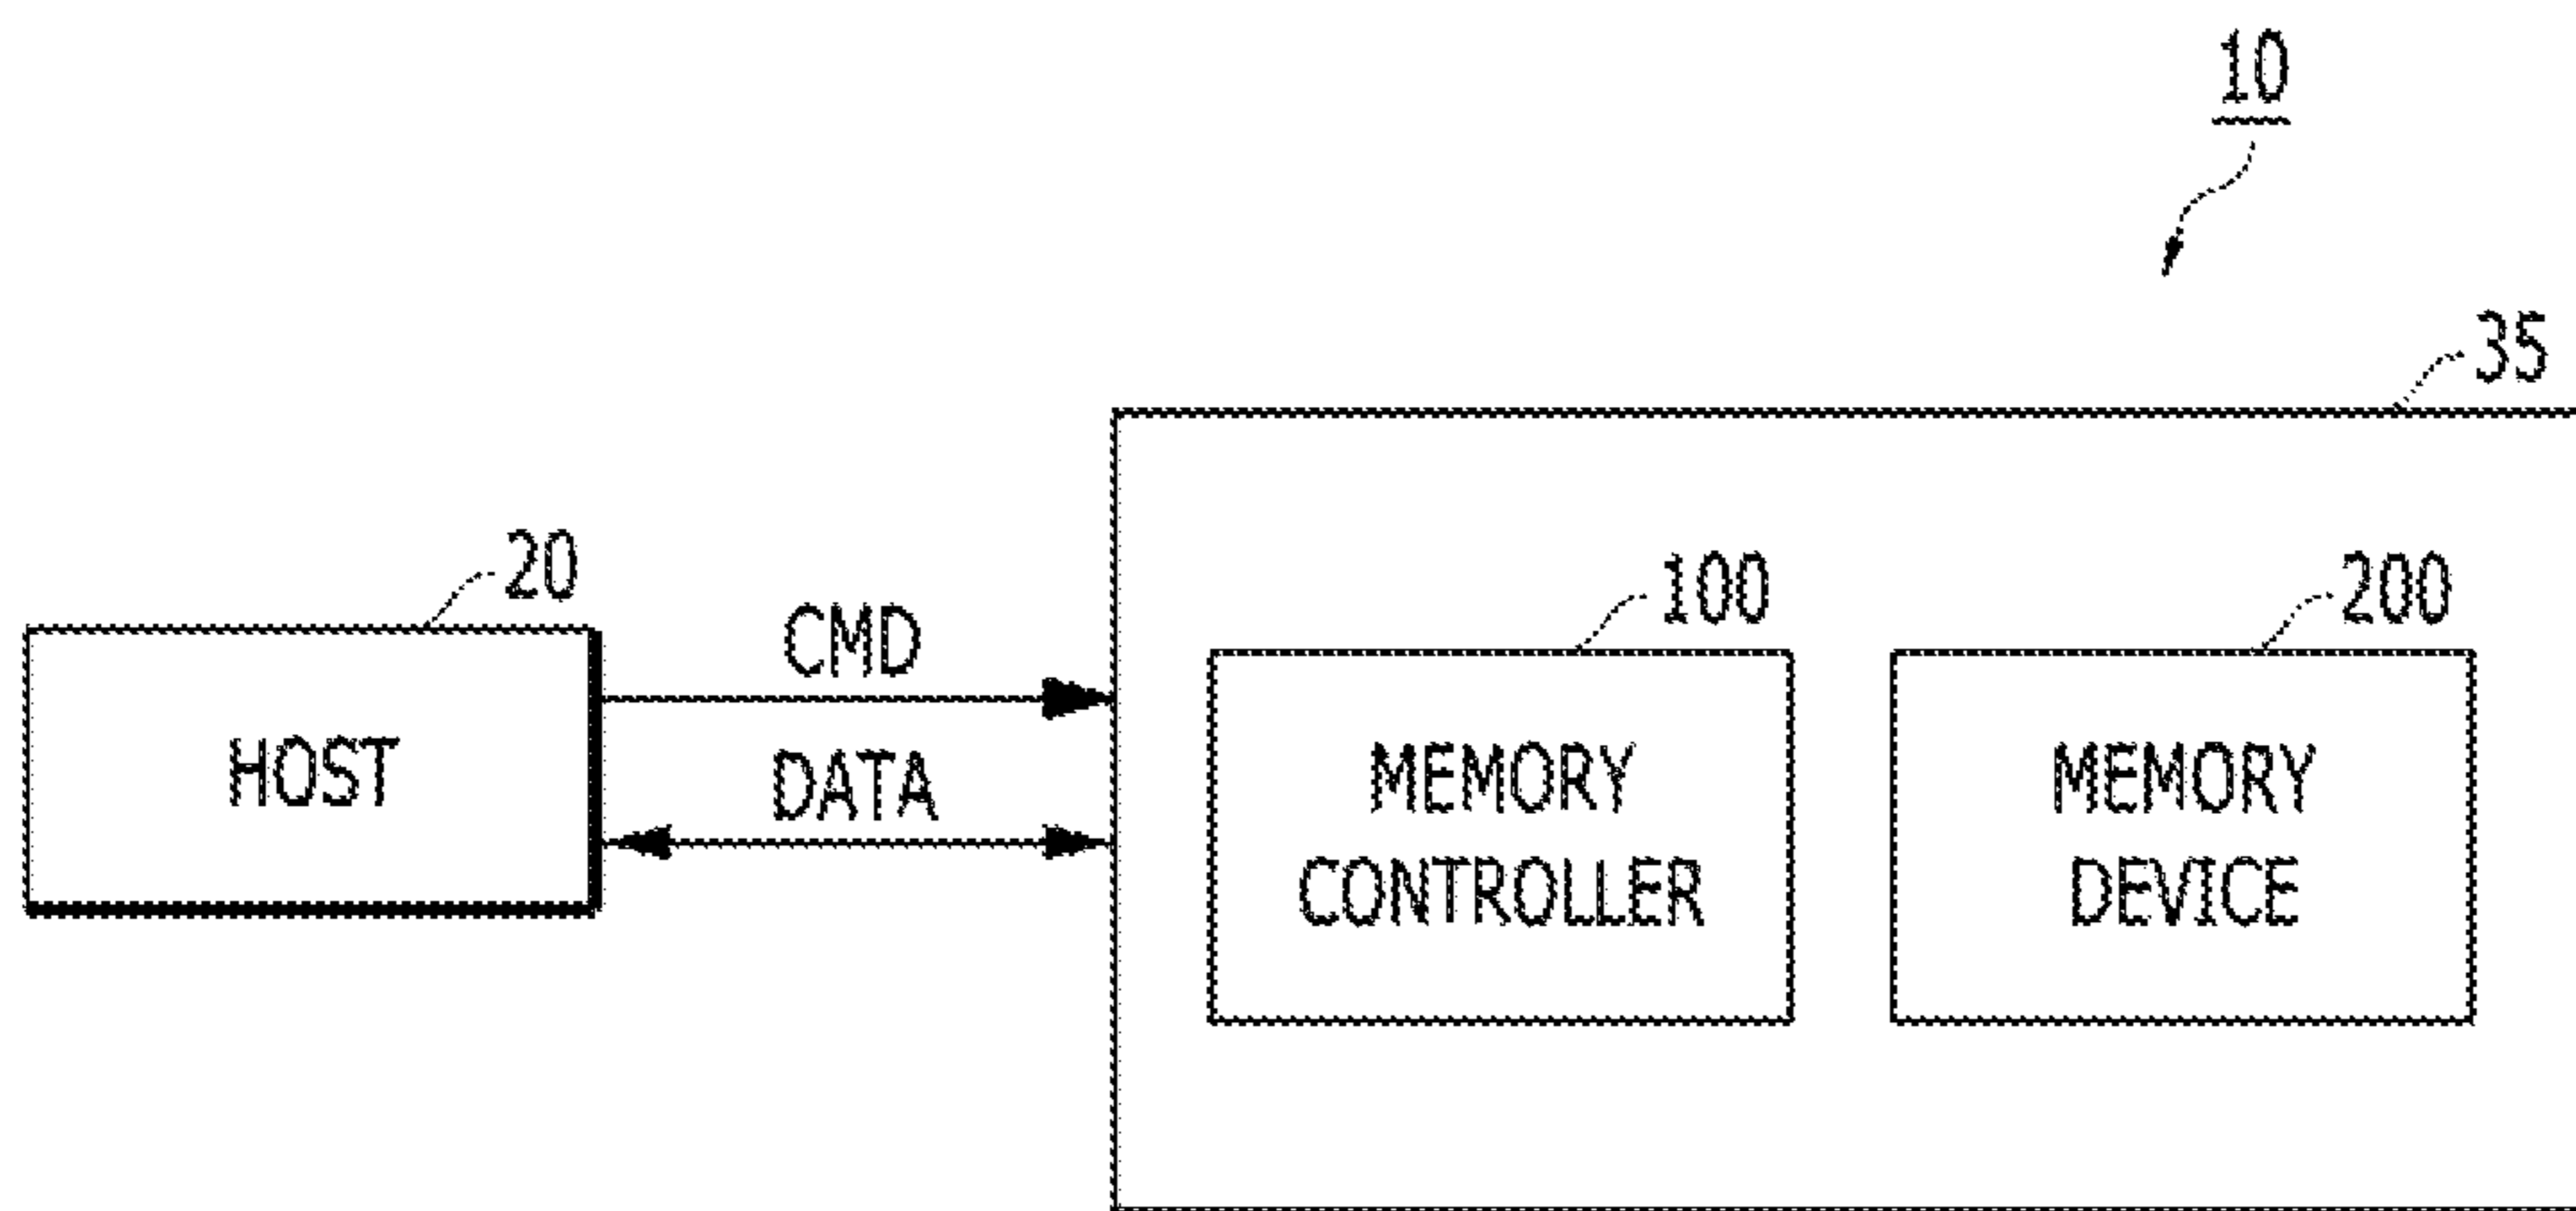 10
35
20
100
200
CMD
HOST
DATA
MEMORY
CONTROLLER
MEMORY
DEVICE